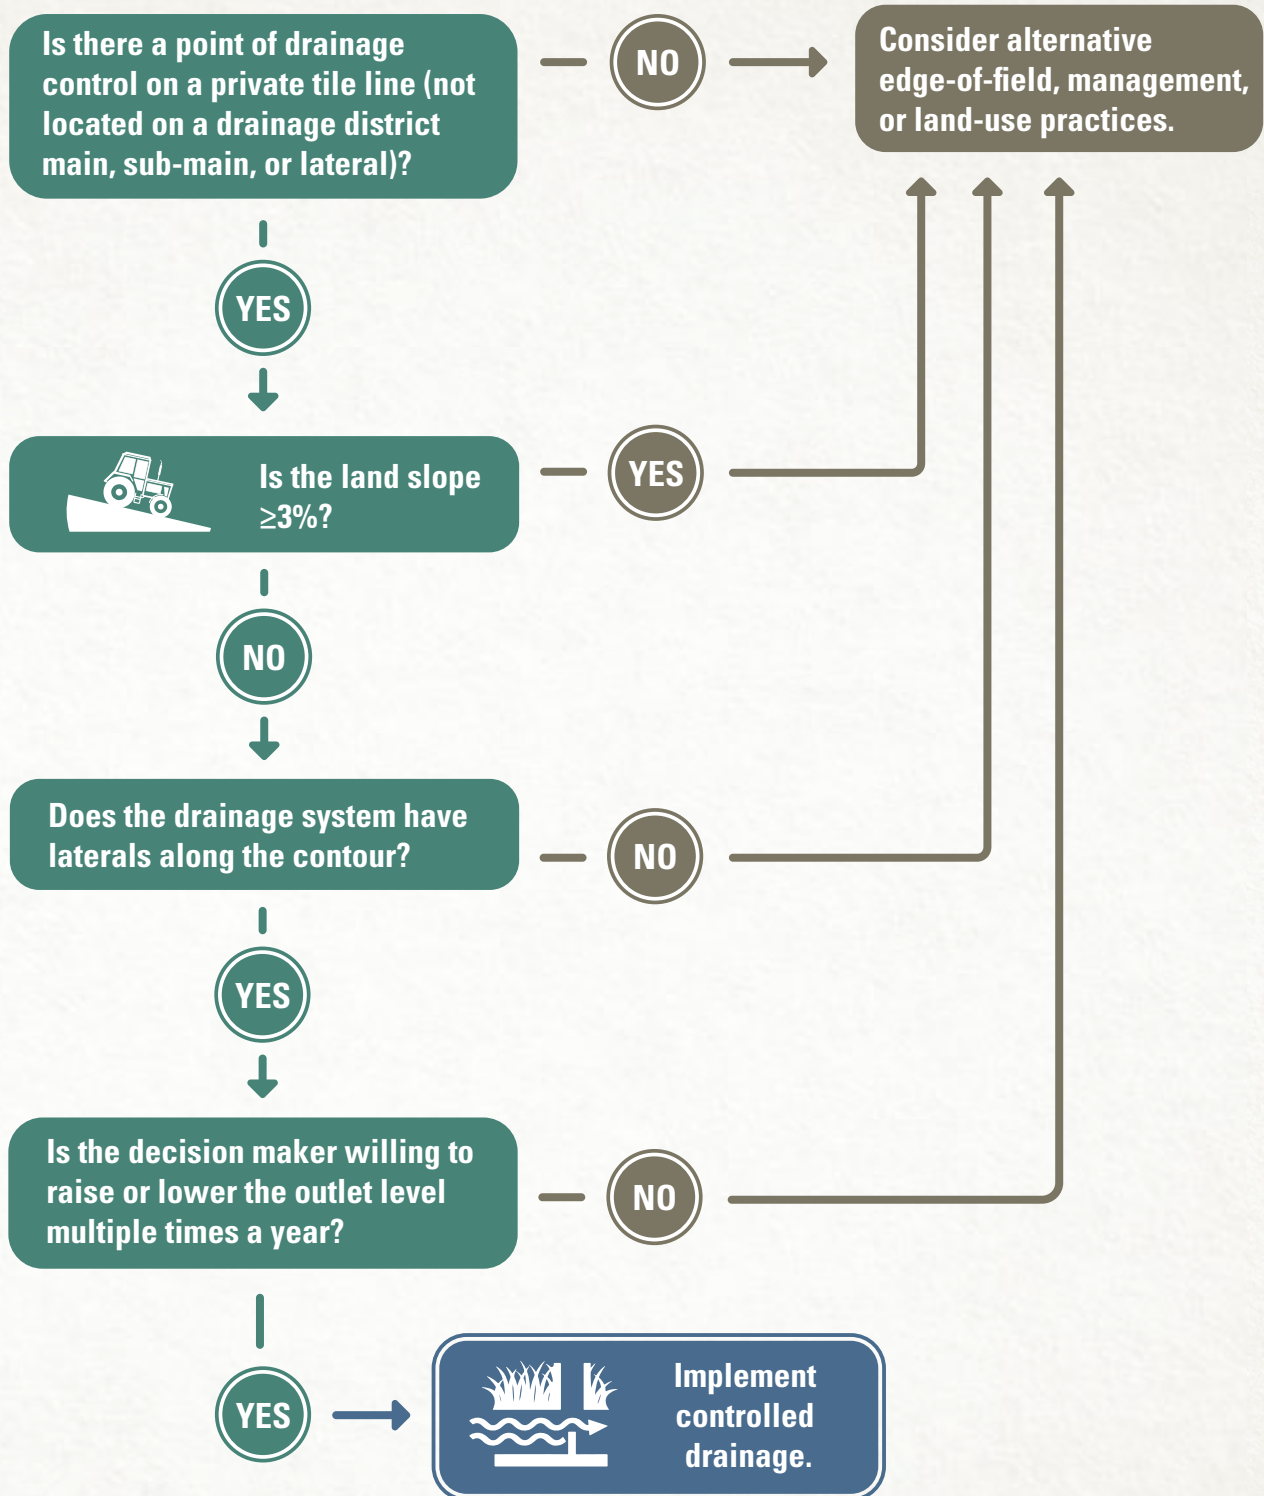 Is there a point of drainage
control on a private tile line (not
located on a drainage district
main, sub-main, or lateral)?
NO
Consider alternative
edge-of-field, management,
or land-use practices.
YES
Is the land slope
≥3%?
YES
NO
Does the drainage system have
laterals along the contour?
NO
YES
Is the decision maker willing to
raise or lower the outlet level
multiple times a year?
NO
YES
Implement
controlled
drainage.